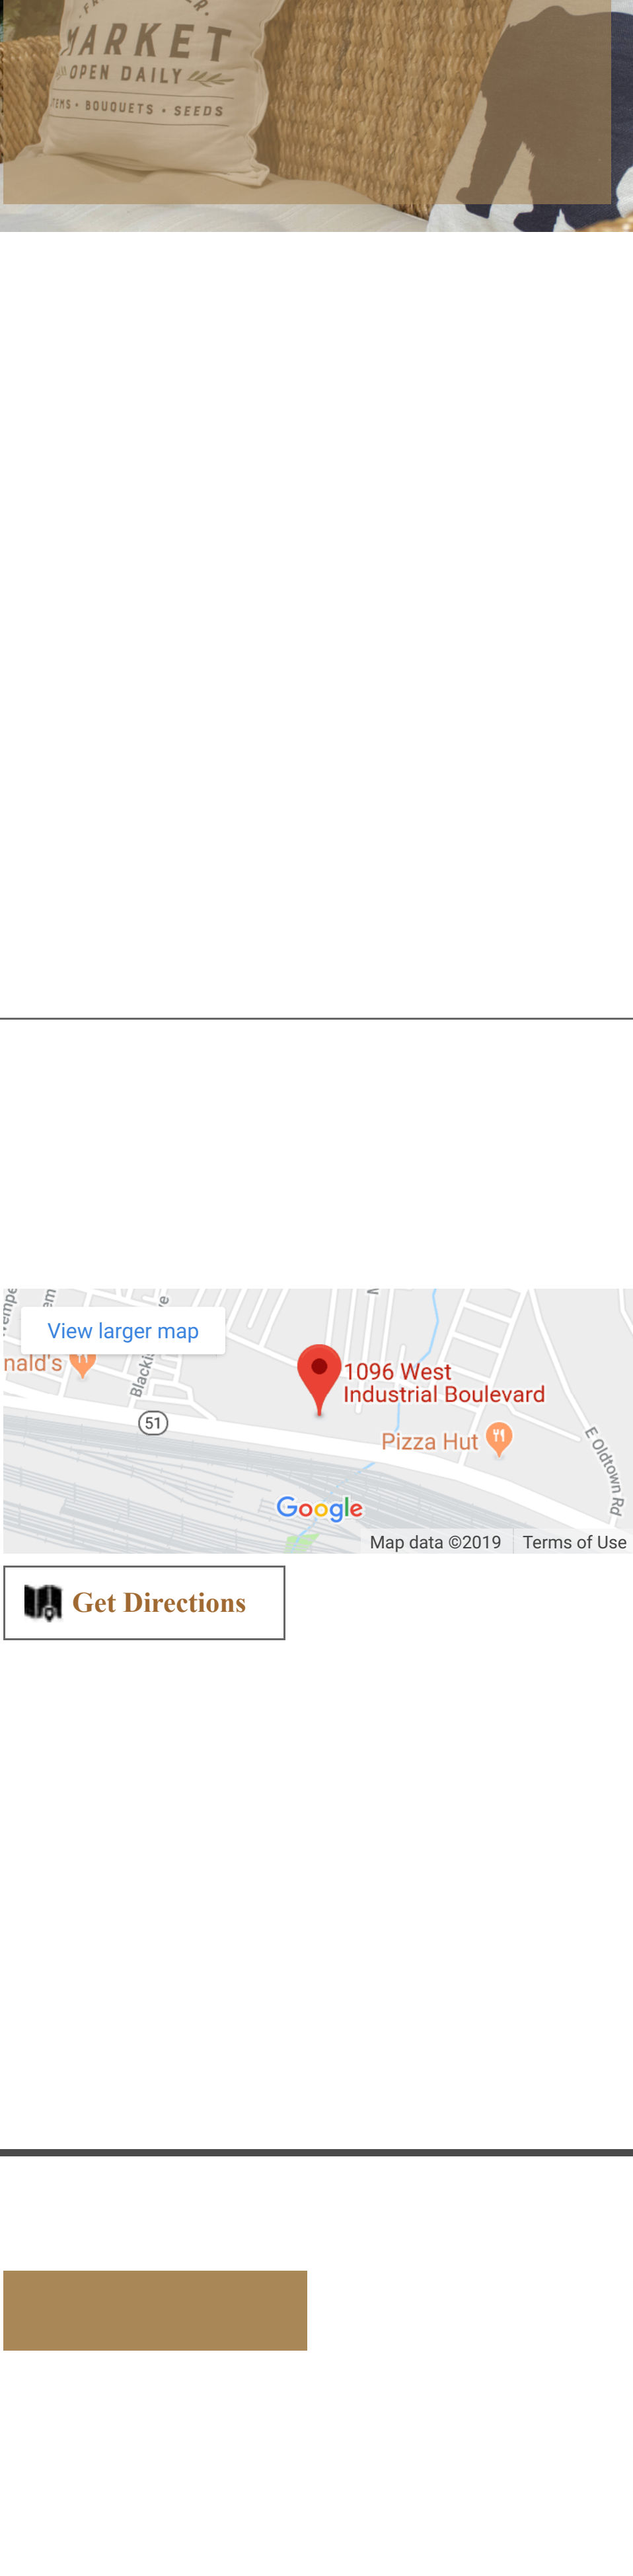 MARKET
OPEN DAILY
• BOUQUETS • SEEDS
View larger map
51
1096 West
Industrial Boulevard
Pizza Hut
E Oldtown Rd
Google
Map data ©2019
Terms of Use
Get Directions